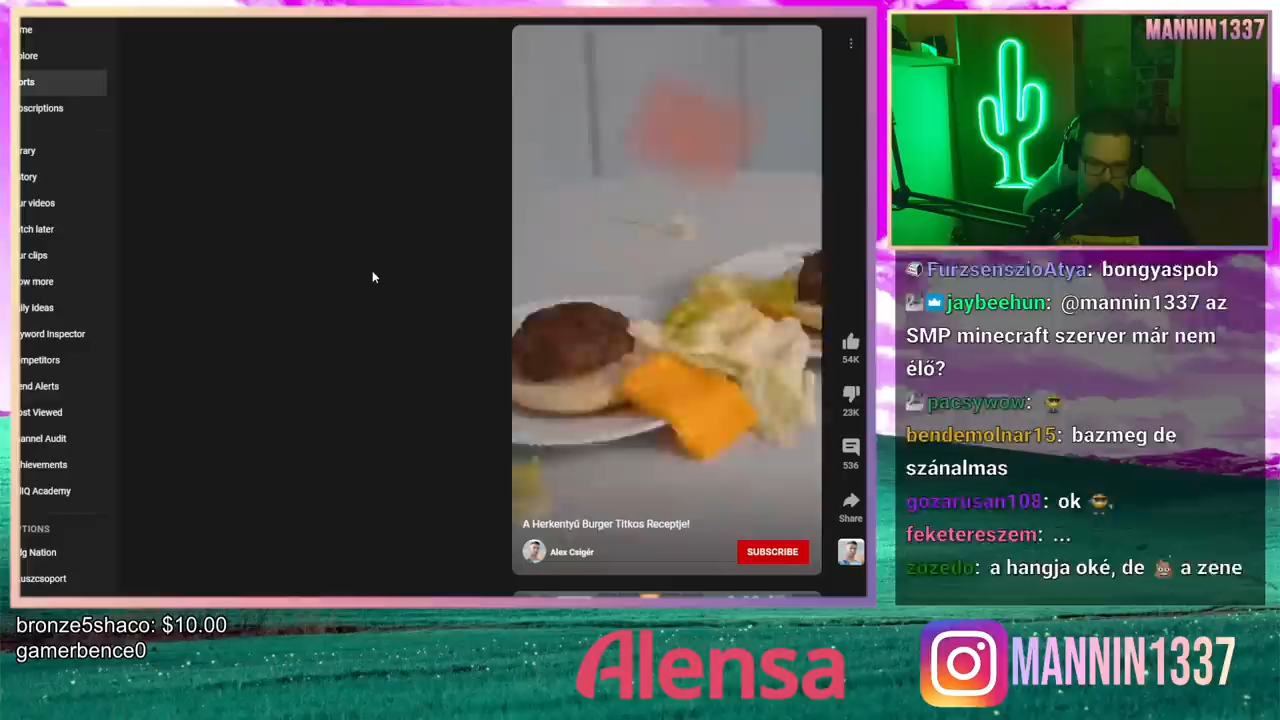 me
plore
orts
bscriptions
rary
story
ur videos
tch later
ur clips
ow more
ily Ideas
yword Inspector
mpetitors
end Alerts
ost Viewed
annel Audit
hievements
IQ Academy
PTIONS
lg Nation
uszcsoport
54K
23K
536
Share
A Herkentyű Burger Titkos Receptje!
Alex Csigér
SUBSCRIBE
MANNIN1337
FurzsenszioAtya: bongyaspob
jaybeehun: @mannin1337 az
SMP minecraft szerver már nem
élő?
pacsywow:
bendemolnar15: bazmeg de
szánalmas
gozarusan108: ok
feketereszem: ...
zozedo: a hangja oké, de 💩 a zene
bronze5shaco: $10.00
gamerbence0
Alensa
MANNIN1337